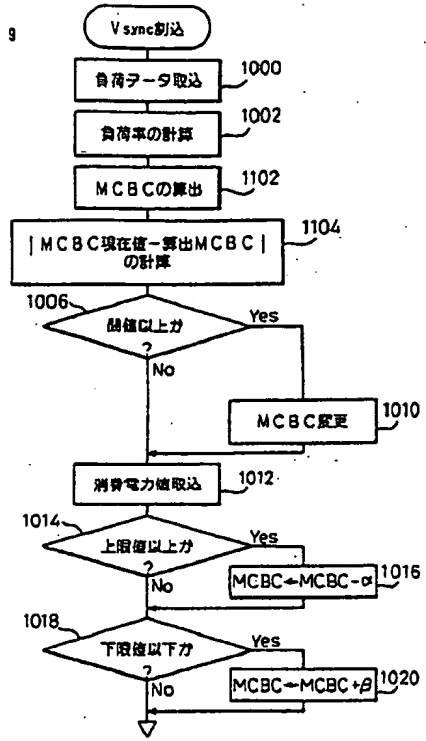 9
Vsync割込
負荷データ取込
1000
負荷率の計算
1002
MCBCの算出
1102
|MCBC現在値-算出MCBC|
の計算
1104
1006
閾値以上か
?
Yes
No
MCBC変更
1010
消費電力値取込
1012
1014
上限値以上か
?
Yes
No
MCBC←MCBC-α
1016
1018
下限値以下か
?
Yes
No
MCBC←MCBC+β
1020